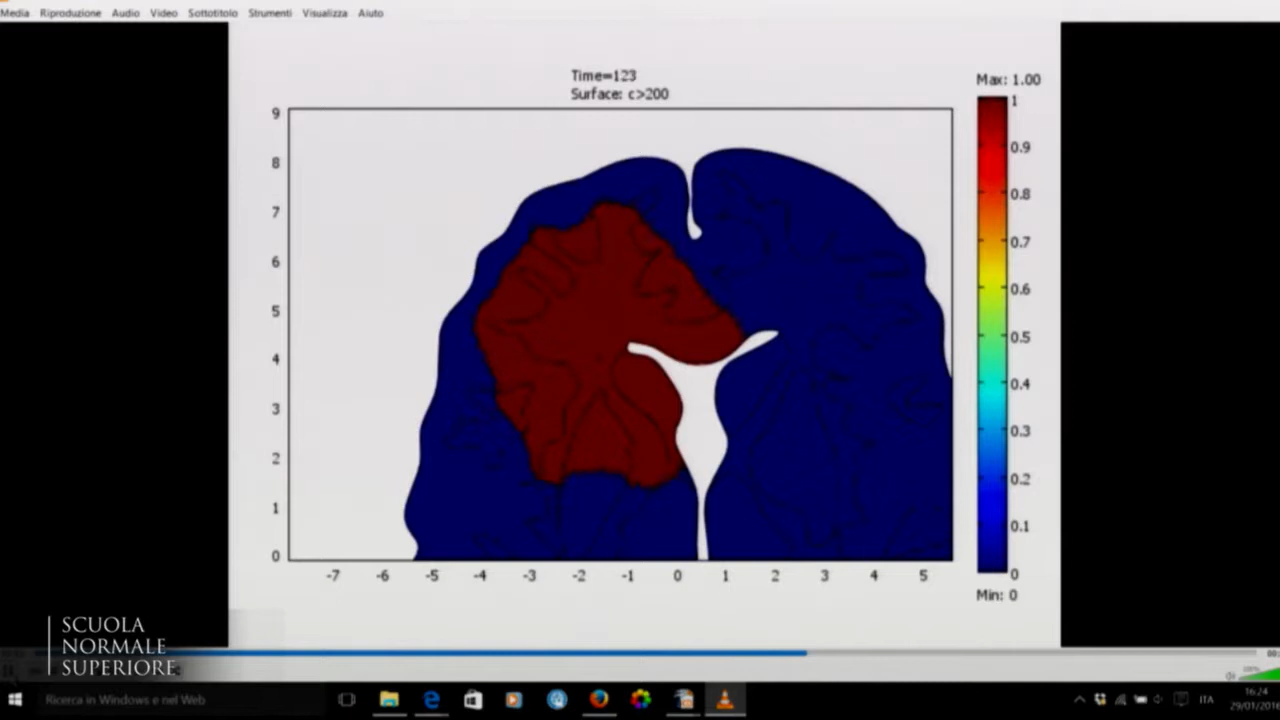 Media Riproduzione Audio Video Sottotitolo Strumenti Visualizza Aiuto
Time=123
Surface: c>200
Max: 1.00
9
8
7
6
5
4
3
2
1
0
-7 -6 -5 -4 -3 -2 -1 0 1 2 3 4 5
1
0.9
0.8
0.7
0.6
0.5
0.4
0.3
0.2
0.1
0
Min: 0
SCUOLA
NORMALE
SUPERIORE
100%
Ricerca in Windows e nel Web
ITA
16:24